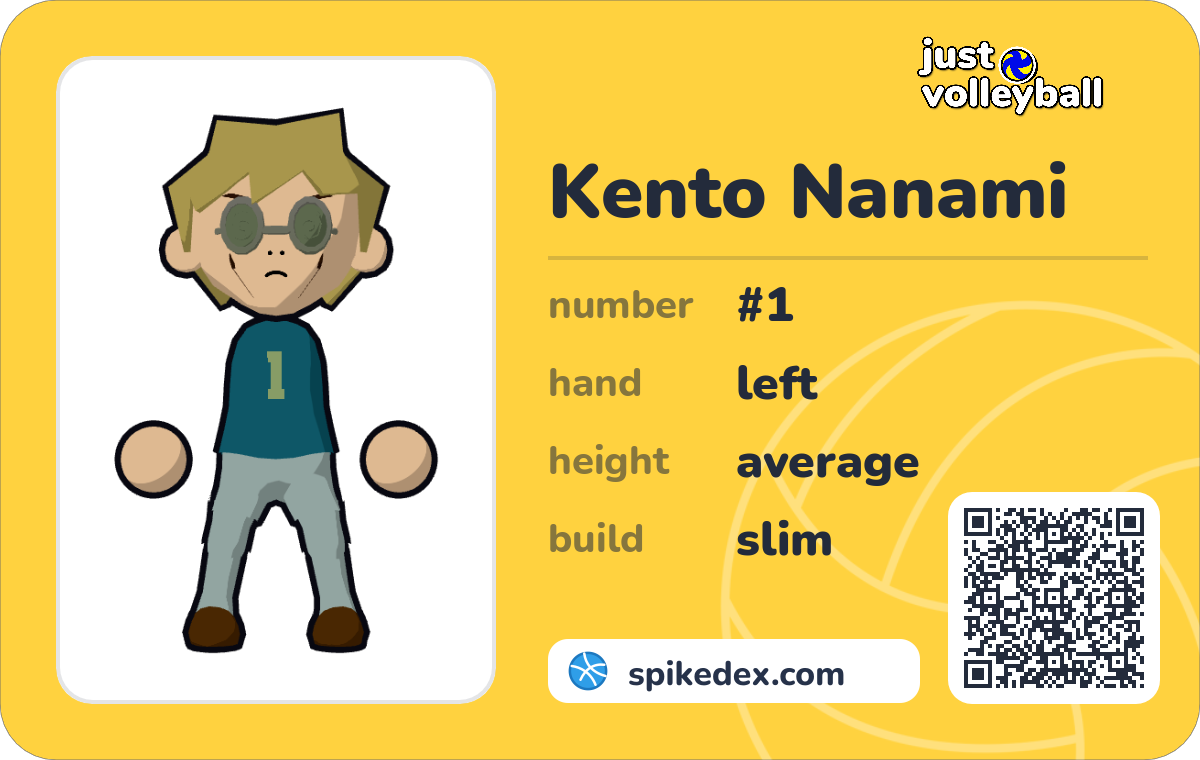 just
volleyball
Kento Nanami
number #1
hand left
height average
build slim
1
spikedex.com